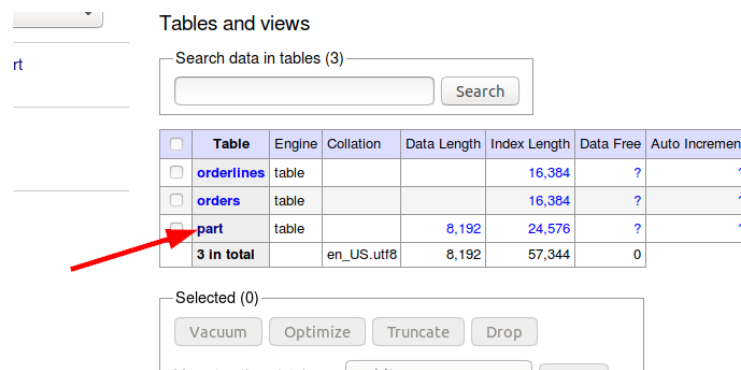 Tables and views
rt
Search data in tables (3)
Search
Table Engine Collation Data Length Index Length Data Free Auto Incremen
orderlines table 16,384 ?
orders table 16,384 ?
part table 8,192 24,576 ?
3 in total en_US.utf8 8,192 57,344 0
Selected (0)
Vacuum Optimize Truncate Drop